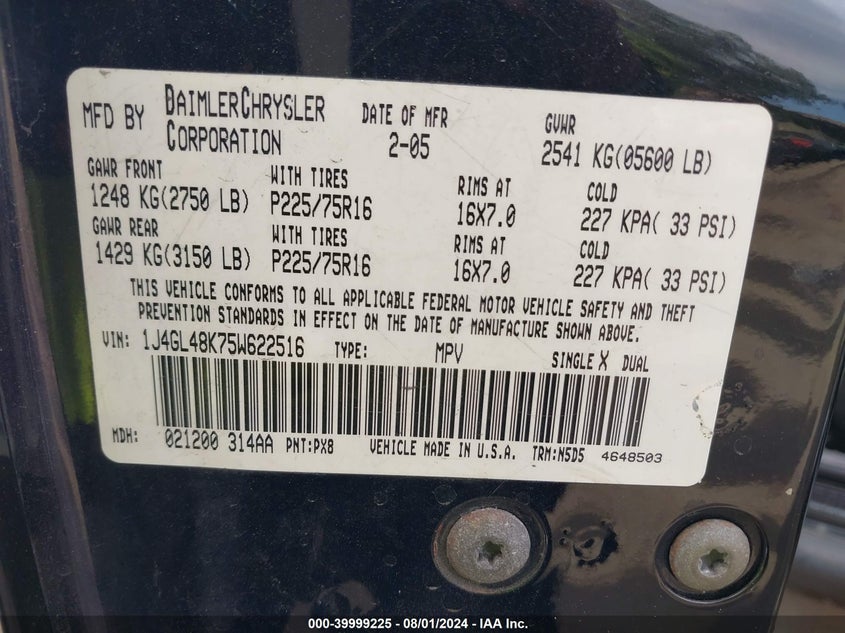 MFD BY DAIMLERCHRYSLER CORPORATION DATE OF MFR 2-05 GVWR 2541 KG(05600 LB)
GAWR FRONT WITH TIRES RIMS AT COLD
1248 KG(2750 LB) P225/75R16 16X7.0 227 KPA( 33 PSI)
GAWR REAR WITH TIRES RIMS AT COLD
1429 KG(3150 LB) P225/75R16 16X7.0 227 KPA( 33 PSI)
THIS VEHICLE CONFORMS TO ALL APPLICABLE FEDERAL MOTOR VEHICLE SAFETY AND THEFT
PREVENTION STANDARDS IN EFFECT ON THE DATE OF MANUFACTURE SHOWN ABOVE.
VIN: 1J4GL48K75W622516 TYPE: MPV SINGLE X DUAL
MDH: 021200 314AA PNT:PX8 VEHICLE MADE IN U.S.A. TRM:N5D5 4648503
000-39999225 - 08/01/2024 - IAA Inc.